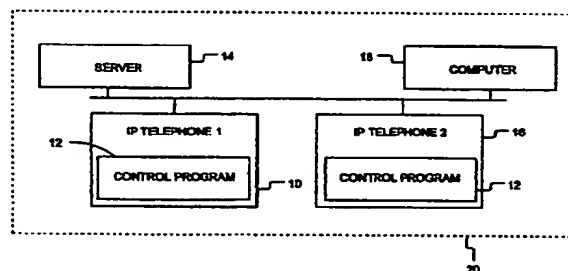 SERVER
14
18
COMPUTER
12
IP TELEPHONE 1
CONTROL PROGRAM
10
IP TELEPHONE 2
16
CONTROL PROGRAM
12
20